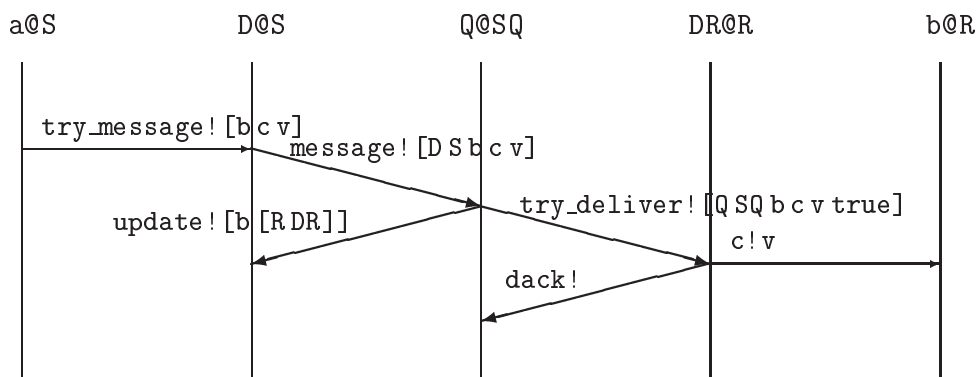 a@S D@S Q@SQ DR@R b@R
try_message![b c v]
message![D S b c v]
try_deliver![Q SQ b c v true]
update![b [R DR]]
c!v
dack!